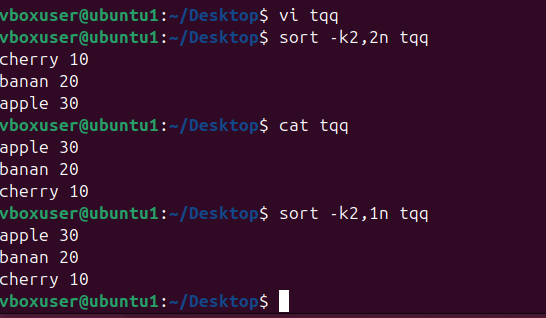 vboxuser@ubuntu1:~/Desktop$ vi tqq
vboxuser@ubuntu1:~/Desktop$ sort -k2,2n tqq
cherry 10
banan 20
apple 30
vboxuser@ubuntu1:~/Desktop$ cat tqq
apple 30
banan 20
cherry 10
vboxuser@ubuntu1:~/Desktop$ sort -k2,1n tqq
apple 30
banan 20
cherry 10
vboxuser@ubuntu1:~/Desktop$